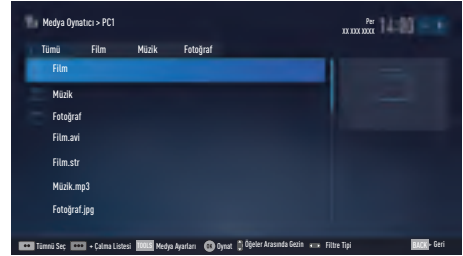 Medya Oynatıcı > PC1
Per
xx xxx xxxx
14:00
Tümü Film Müzik Fotoğraf
Film
Müzik
Fotoğraf
Film.avi
Film.str
Müzik.mp3
Fotoğraf.jpg
Tümnü Seç + Çalma Listesi TOOLS Medya Ayarları OK Oynat Öğeler Arasında Gezin Filtre Tipi BACK Geri